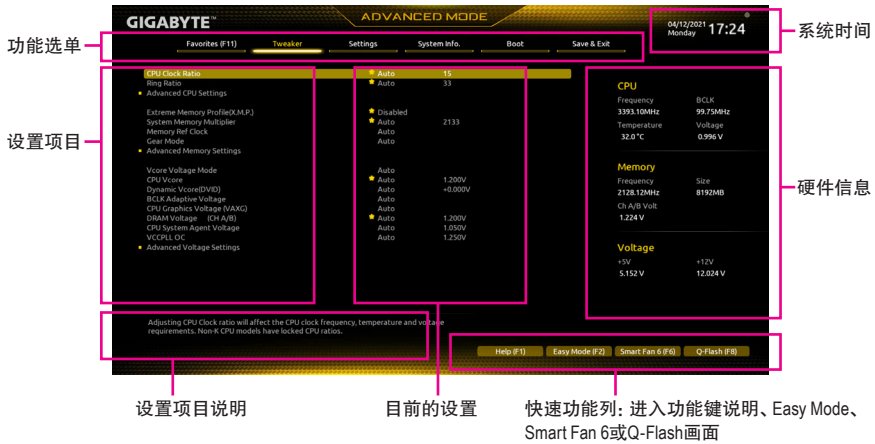 GIGABYTE™
ADVANCED MODE
04/12/2021
Monday 17:24
系统时间
功能选单
Favorites (F11) Tweaker Settings System Info. Boot Save & Exit
设置项目
CPU Clock Ratio Auto 15
Ring Ratio Auto 33
Advanced CPU Settings
Extreme Memory Profile(X.M.P.) Disabled
System Memory Multiplier Auto 2133
Memory Ref Clock Auto
Gear Mode Auto
Advanced Memory Settings
Vcore Voltage Mode Auto
CPU Vcore Auto 1.200V
Dynamic Vcore(DVID) Auto +0.000V
BCLK Adaptive Voltage Auto
CPU Graphics Voltage (VAXG) Auto
DRAM Voltage (CH A/B) Auto 1.200V
CPU System Agent Voltage Auto 1.050V
VCCPLL OC Auto 1.250V
Advanced Voltage Settings
CPU
Frequency BCLK
3393.10MHz 99.75MHz
Temperature Voltage
32.0 °C 0.996 V
Memory
Frequency Size
2128.12MHz 8192MB
Ch A/B Volt
1.224 V
Voltage
+5V +12V
5.152 V 12.024 V
硬件信息
Adjusting CPU Clock ratio will affect the CPU clock frequency, temperature and voltage
requirements. Non-K CPU models have locked CPU ratios.
Help (F1) Easy Mode (F2) Smart Fan 6 (F6) Q-Flash (F8)
设置项目说明
目前的设置
快速功能列: 进入功能键说明、Easy Mode、
Smart Fan 6或Q-Flash画面